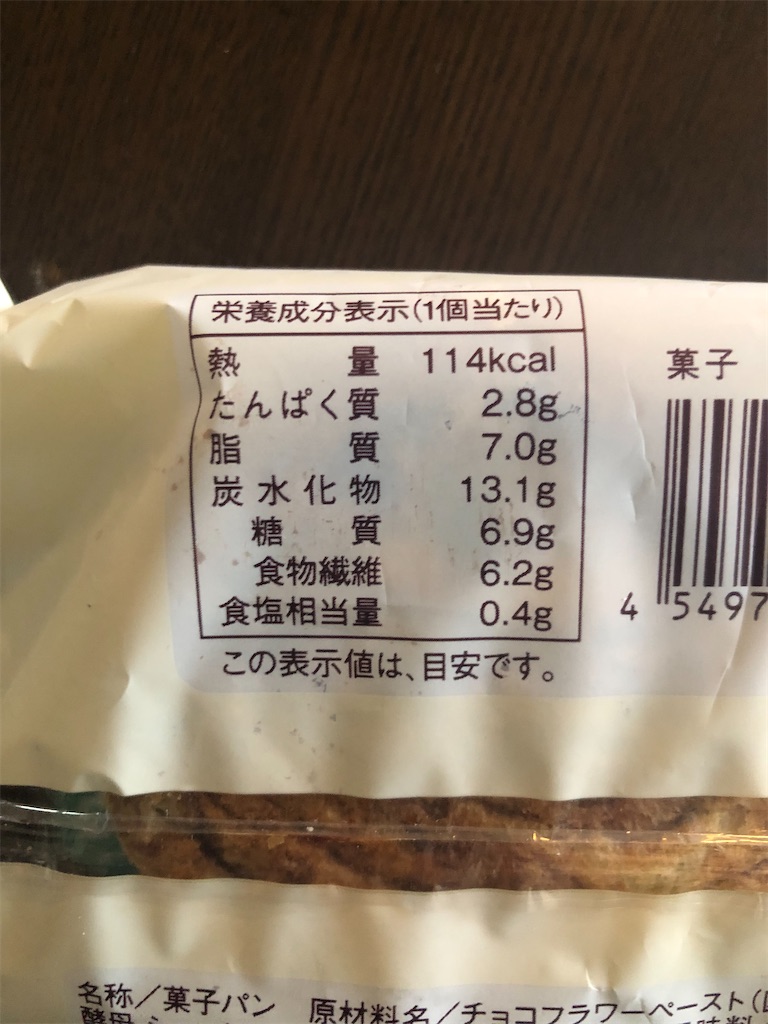 栄養成分表示(1個当たり)
熱量 114kcal
たんぱく質 2.8g
脂質 7.0g
炭水化物 13.1g
糖質 6.9g
食物繊維 6.2g
食塩相当量 0.4g
この表示値は、目安です。
菓子
4 5497
名称/菓子パン 原材料名/チョコフラワーペースト(
酵母